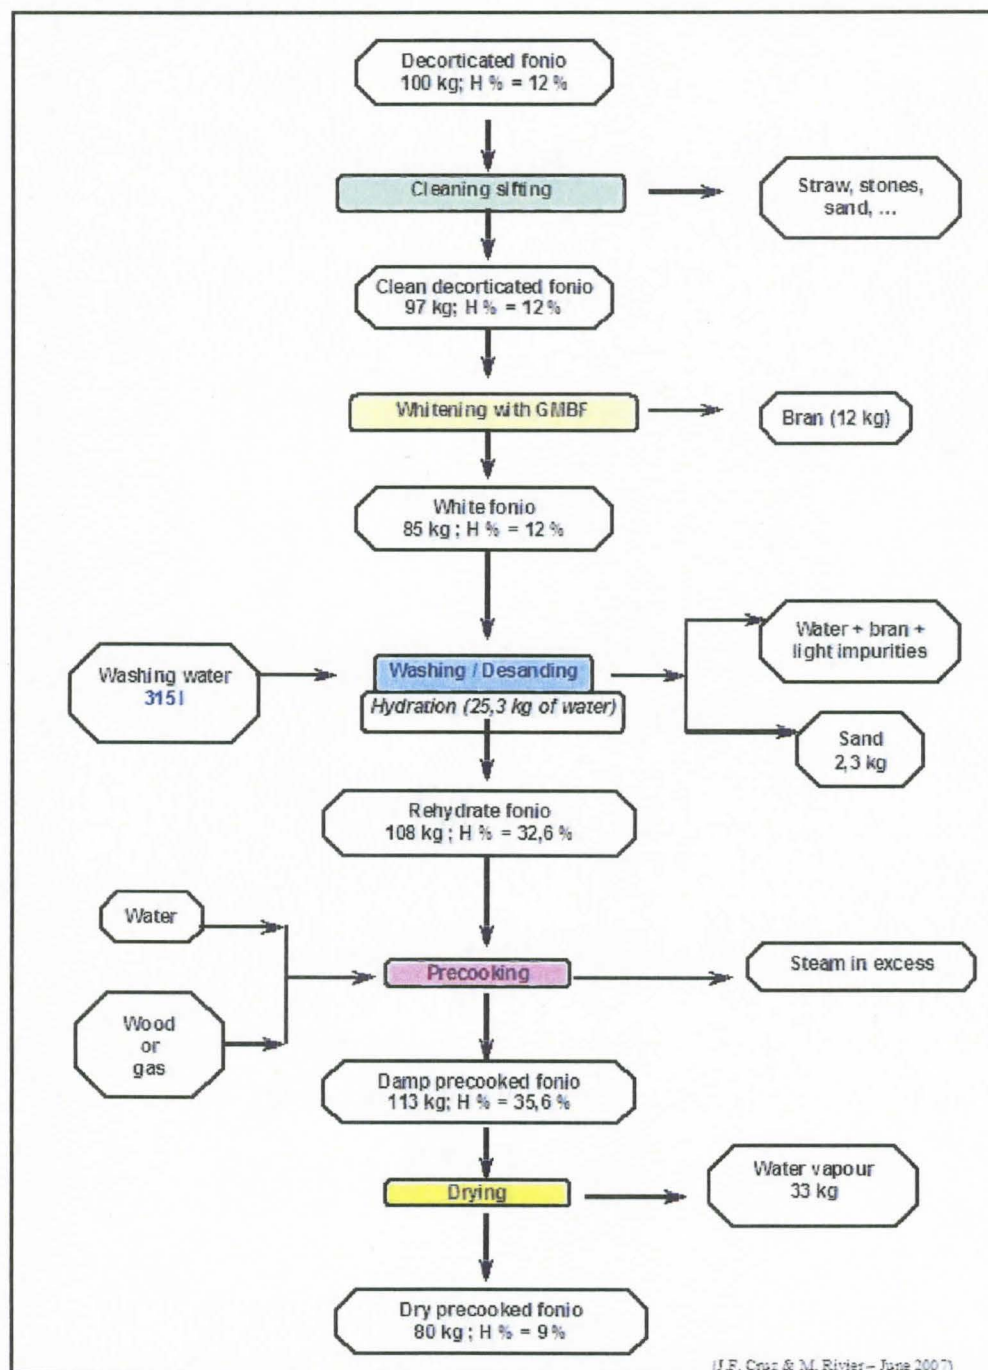 Decorticated fonio
100 kg; H % = 12 %
Cleaning sifting
Straw, stones,
sand, ...
Clean decorticated fonio
97 kg; H % = 12 %
Whitening with GMBF
Bran (12 kg)
White fonio
85 kg ; H % = 12 %
Washing water
315 l
Washing / Desanding
Hydration (25,3 kg of water)
Water + bran +
light impurities
Sand
2,3 kg
Rehydrate fonio
108 kg ; H % = 32,6 %
Water
Wood
or
gas
Precooking
Steam in excess
Damp precooked fonio
113 kg; H % = 35,6 %
Drying
Water vapour
33 kg
Dry precooked fonio
80 kg ; H % = 9 %
(J.F. Cruz & M. Rivier – June 2007)